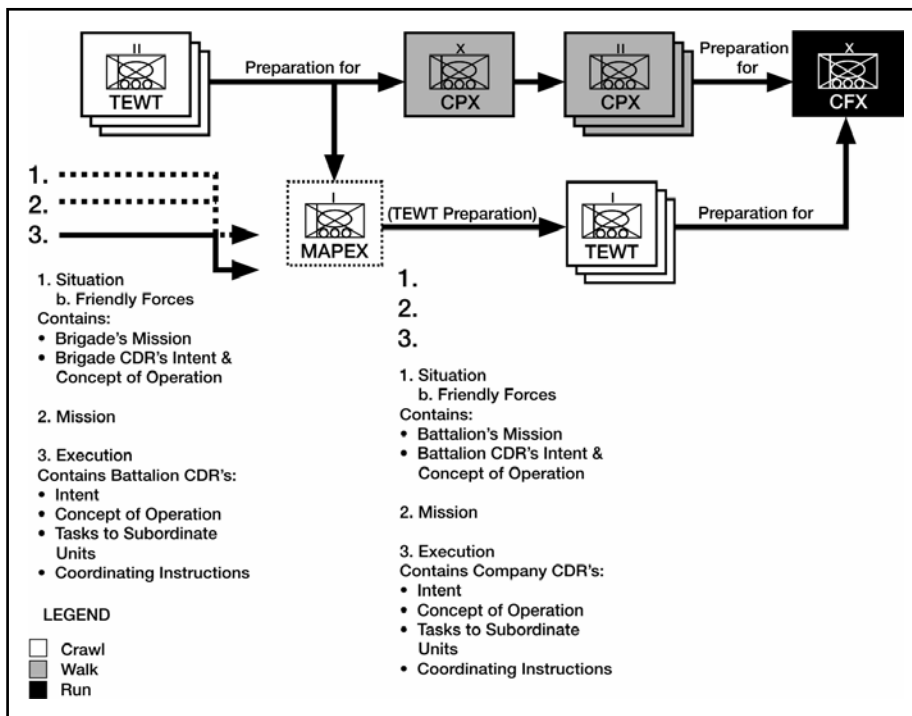 II
TEWT
Preparation for
X
CPX
II
CPX
Preparation
for
X
CFX
1.
2.
3.
I
MAPEX
(TEWT Preparation)
I
TEWT
Preparation for
1. Situation
b. Friendly Forces
Contains:
• Brigade's Mission
• Brigade CDR's Intent &
Concept of Operation
2. Mission
3. Execution
Contains Battalion CDR's:
• Intent
• Concept of Operation
• Tasks to Subordinate
Units
• Coordinating Instructions
1.
2.
3.
1. Situation
b. Friendly Forces
Contains:
• Battalion's Mission
• Battalion CDR's Intent &
Concept of Operation
2. Mission
3. Execution
Contains Company CDR's:
• Intent
• Concept of Operation
• Tasks to Subordinate
Units
• Coordinating Instructions
LEGEND
Crawl
Walk
Run